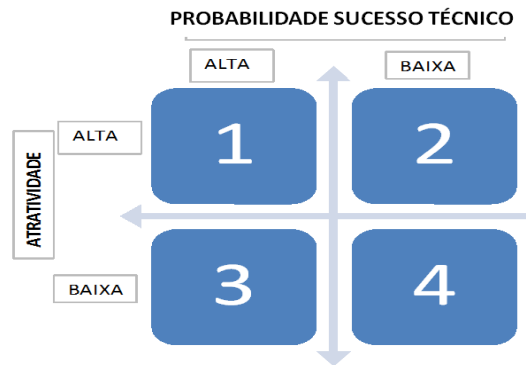 PROBABILIDADE SUCESSO TÉCNICO
ALTA
BAIXA
ATRATIVIDADE
ALTA
1
2
BAIXA
3
4